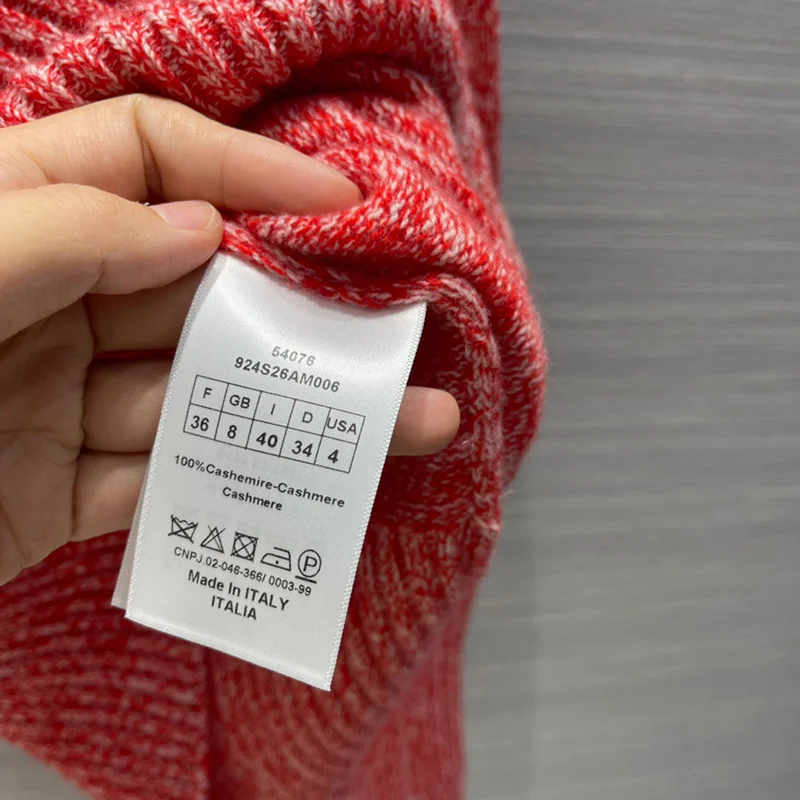 54076
924S26AM006
F GB I D USA
36 8 40 34 4
100%Cashemire-Cashmere
Cashmere
P
CNPJ.02-046-366/ 0003-99
Made In ITALY
ITALIA